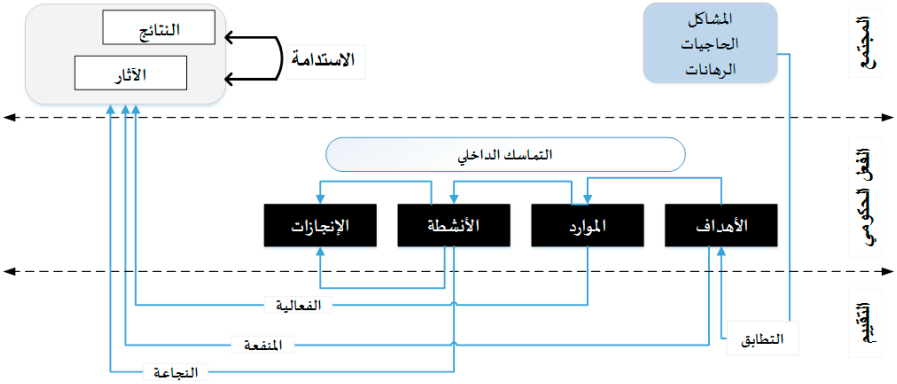 المجتمع
المشاكل
الحاجيات
الرهانات
الاستدامة
النتائج
الآثار
الفعل الحكومي
التماسك الداخلي
الأهداف
الموارد
الأنشطة
الإنجازات
التقييم
التطابق
الفعالية
المنفعة
النجاعة